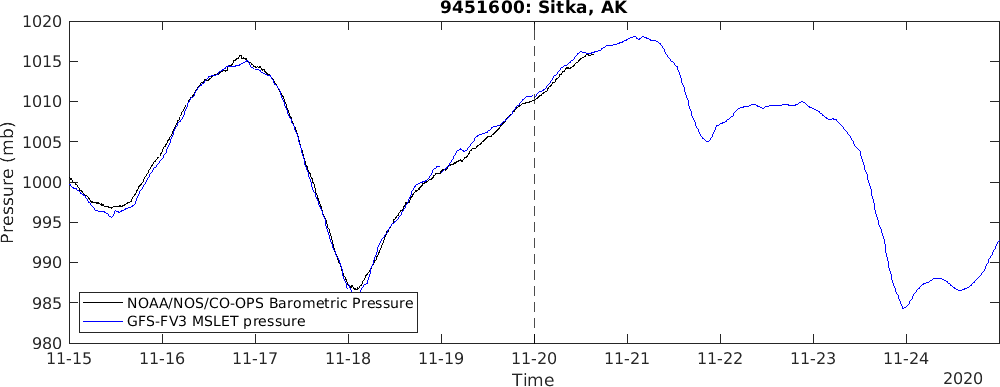 9451600: Sitka, AK
1020
1015
1010
1005
1000
995
990
985
980
Pressure (mb)
NOAA/NOS/CO-OPS Barometric Pressure
GFS-FV3 MSLET pressure
11-15 11-16 11-17 11-18 11-19 11-20 11-21 11-22 11-23 11-24
Time
2020